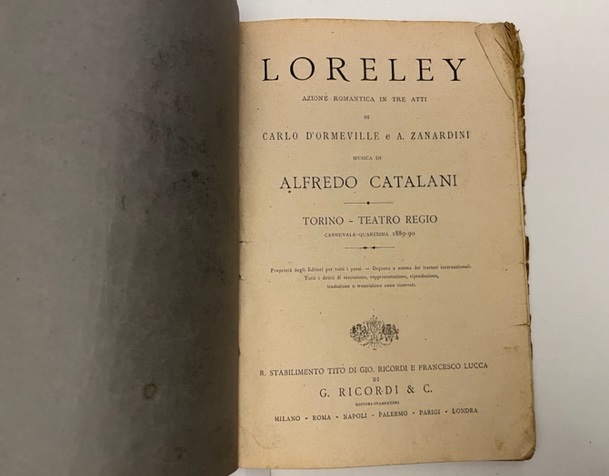 LORELEY
AZIONE ROMANTICA IN TRE ATTI
DI
CARLO D'ORMEVILLE e A. ZANARDINI
MUSICA DI
ALFREDO CATALANI
TORINO - TEATRO REGIO
CARNEVALE-QUARESIMA 1889-90
Proprietà degli Editori per tutti i paesi. — Deposto a norma dei trattati internazionali.
Tutti i diritti di esecuzione, rappresentazione, riproduzione,
traduzione e trascrizione sono riservati.
R. STABILIMENTO TITO DI GIO. RICORDI E FRANCESCO LUCCA
DI
G. RICORDI & C.
EDITORI-STAMPATORI
MILANO - ROMA - NAPOLI - PALERMO - PARIGI - LONDRA